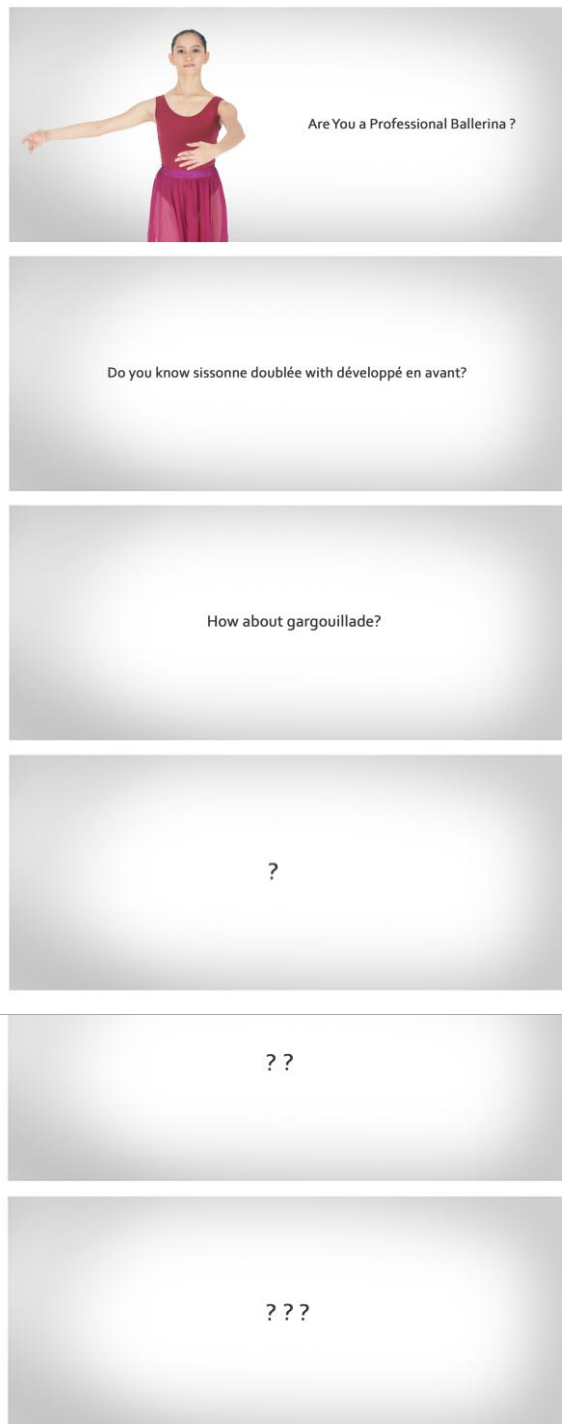 Are You a Professional Ballerina ?
Do you know sissonne doublée with développé en avant?
How about gargouillade?
?
? ?
? ? ?